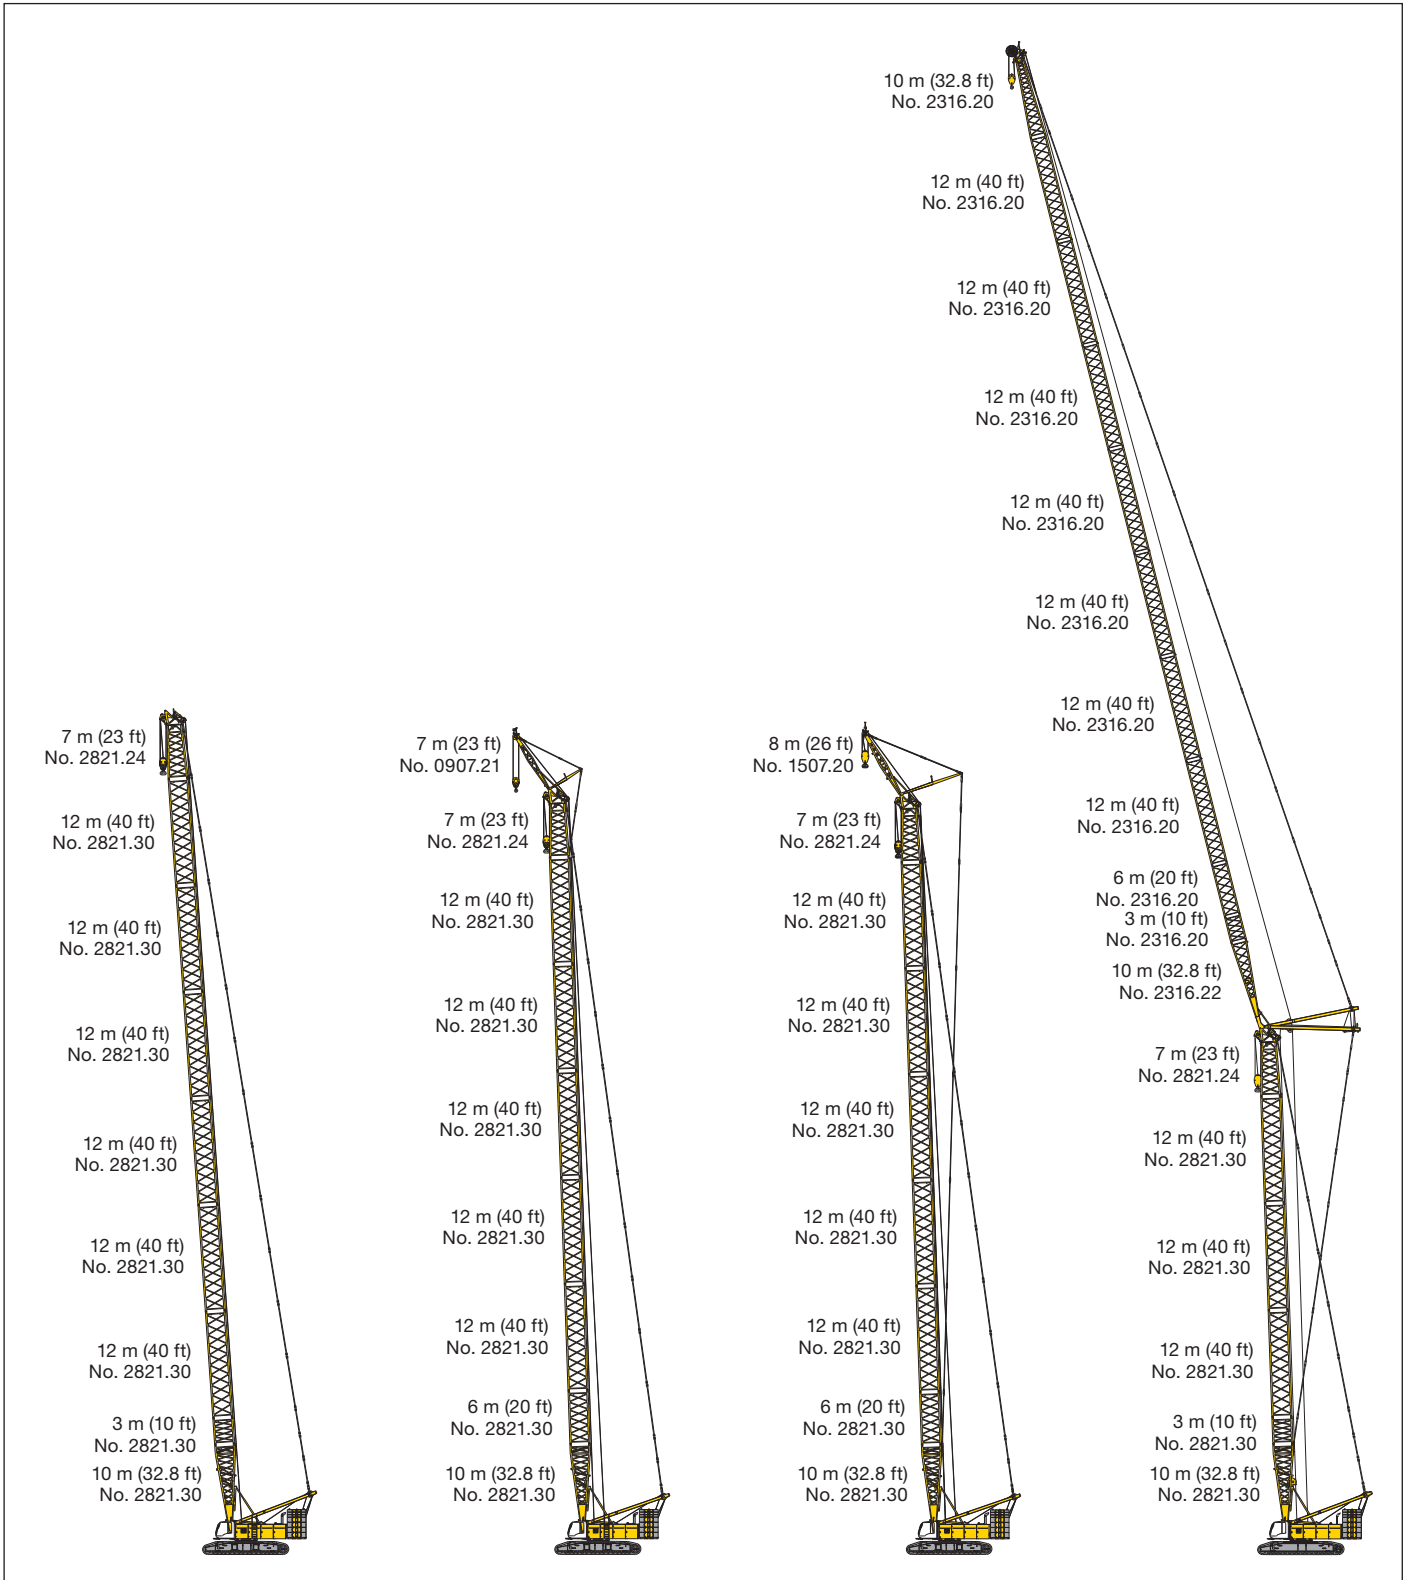 7 m (23 ft)
No. 2821.24
12 m (40 ft)
No. 2821.30
12 m (40 ft)
No. 2821.30
12 m (40 ft)
No. 2821.30
12 m (40 ft)
No. 2821.30
12 m (40 ft)
No. 2821.30
12 m (40 ft)
No. 2821.30
3 m (10 ft)
No. 2821.30
10 m (32.8 ft)
No. 2821.30
7 m (23 ft)
No. 0907.21
7 m (23 ft)
No. 2821.24
12 m (40 ft)
No. 2821.30
12 m (40 ft)
No. 2821.30
12 m (40 ft)
No. 2821.30
12 m (40 ft)
No. 2821.30
12 m (40 ft)
No. 2821.30
6 m (20 ft)
No. 2821.30
10 m (32.8 ft)
No. 2821.30
8 m (26 ft)
No. 1507.20
7 m (23 ft)
No. 2821.24
12 m (40 ft)
No. 2821.30
12 m (40 ft)
No. 2821.30
12 m (40 ft)
No. 2821.30
12 m (40 ft)
No. 2821.30
12 m (40 ft)
No. 2821.30
6 m (20 ft)
No. 2821.30
10 m (32.8 ft)
No. 2821.30
10 m (32.8 ft)
No. 2316.20
12 m (40 ft)
No. 2316.20
12 m (40 ft)
No. 2316.20
12 m (40 ft)
No. 2316.20
12 m (40 ft)
No. 2316.20
12 m (40 ft)
No. 2316.20
12 m (40 ft)
No. 2316.20
12 m (40 ft)
No. 2316.20
6 m (20 ft)
No. 2316.20
3 m (10 ft)
No. 2316.20
10 m (32.8 ft)
No. 2316.22
7 m (23 ft)
No. 2821.24
12 m (40 ft)
No. 2821.30
12 m (40 ft)
No. 2821.30
12 m (40 ft)
No. 2821.30
3 m (10 ft)
No. 2821.30
10 m (32.8 ft)
No. 2821.30